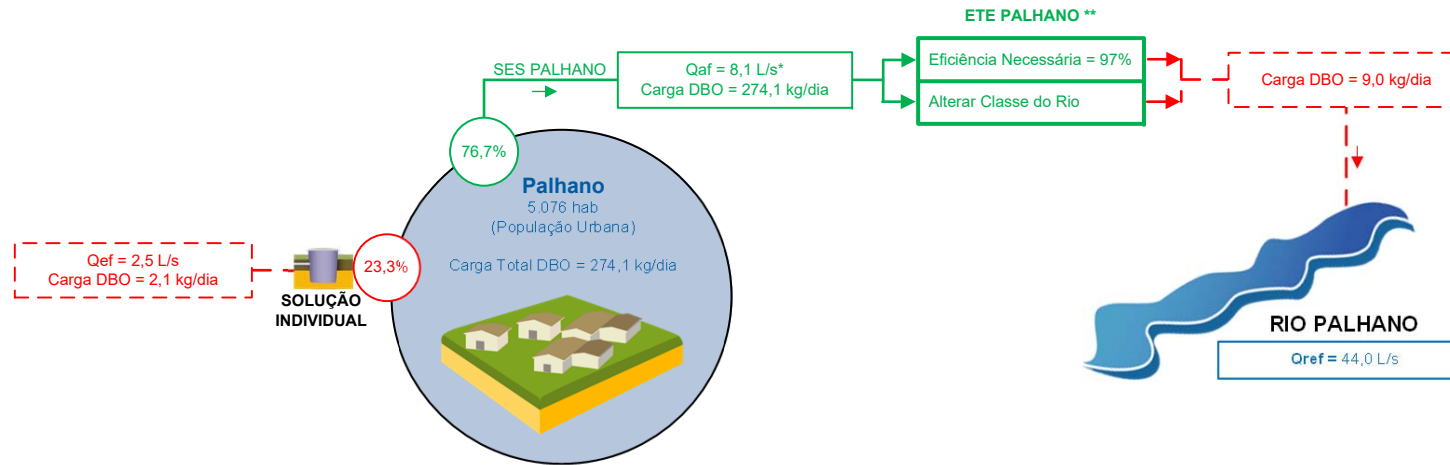 ETE PALHANO **
SES PALHANO
Qaf = 8,1 L/s*
Carga DBO = 274,1 kg/dia
Eficiência Necessária = 97%
Alterar Classe do Rio
Carga DBO = 9,0 kg/dia
76,7%
Palhano
5.076 hab
(População Urbana)
Carga Total DBO = 274,1 kg/dia
Qef = 2,5 L/s
Carga DBO = 2,1 kg/dia
23,3%
SOLUÇÃO
INDIVIDUAL
RIO PALHANO
Qref = 44,0 L/s